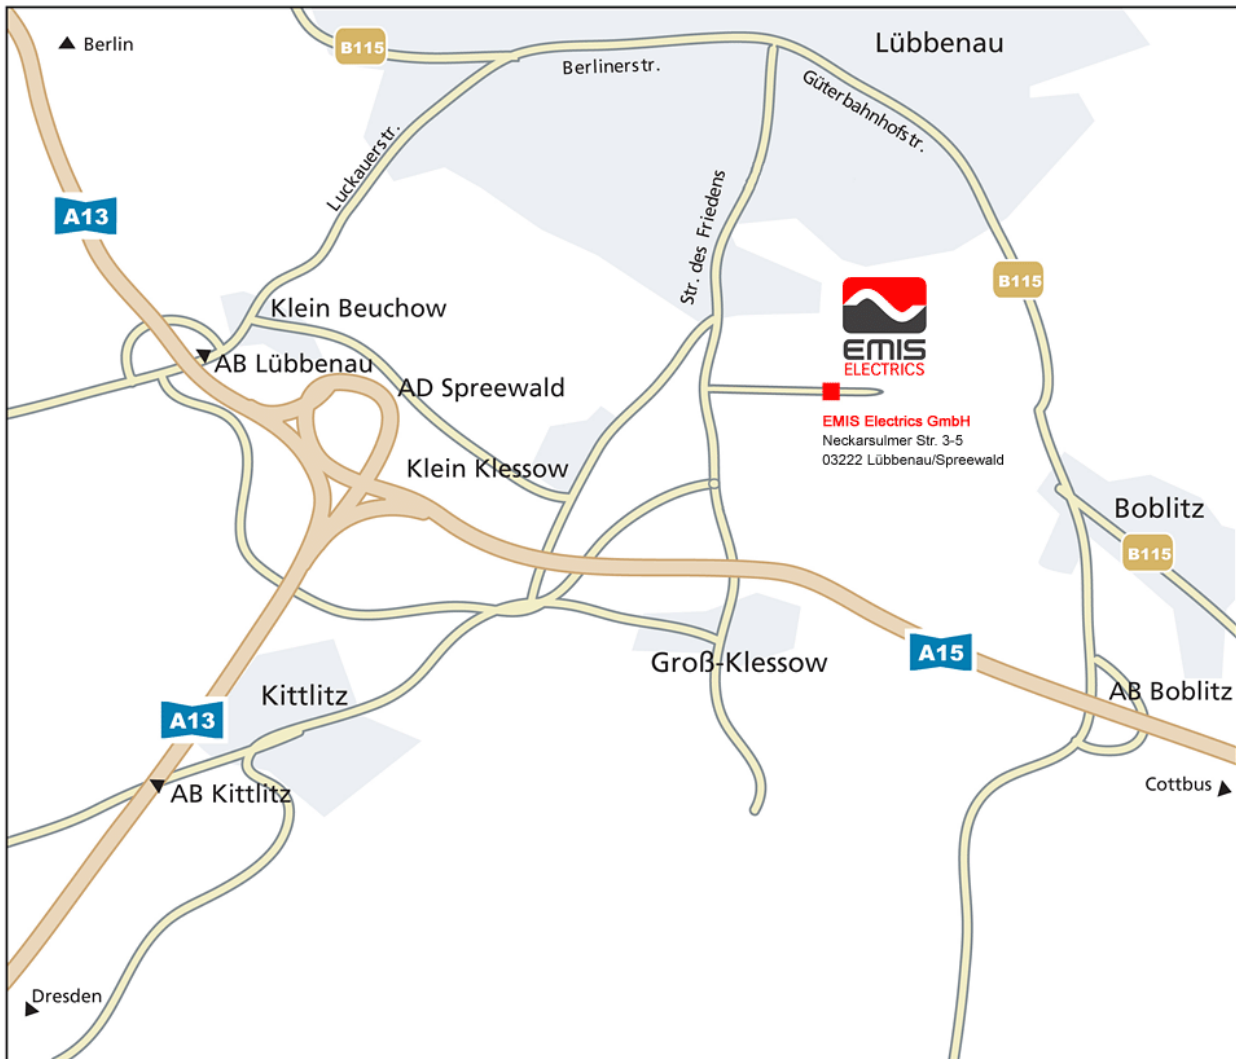 Berlin
B115
Lübbenau
Berlinerstr.
Güterbahnhofstr.
Luckauerstr.
A13
Str. des Friedens
B115
Klein Beuchow
EMIS
ELECTRICS
AB Lübbenau
AD Spreewald
EMIS Electrics GmbH
Neckarsulmer Str. 3-5
03222 Lübbenau/Spreewald
Klein Klessow
Boblitz
B115
A15
Groß-Klessow
Kittlitz
AB Boblitz
A13
Cottbus
AB Kittlitz
Dresden